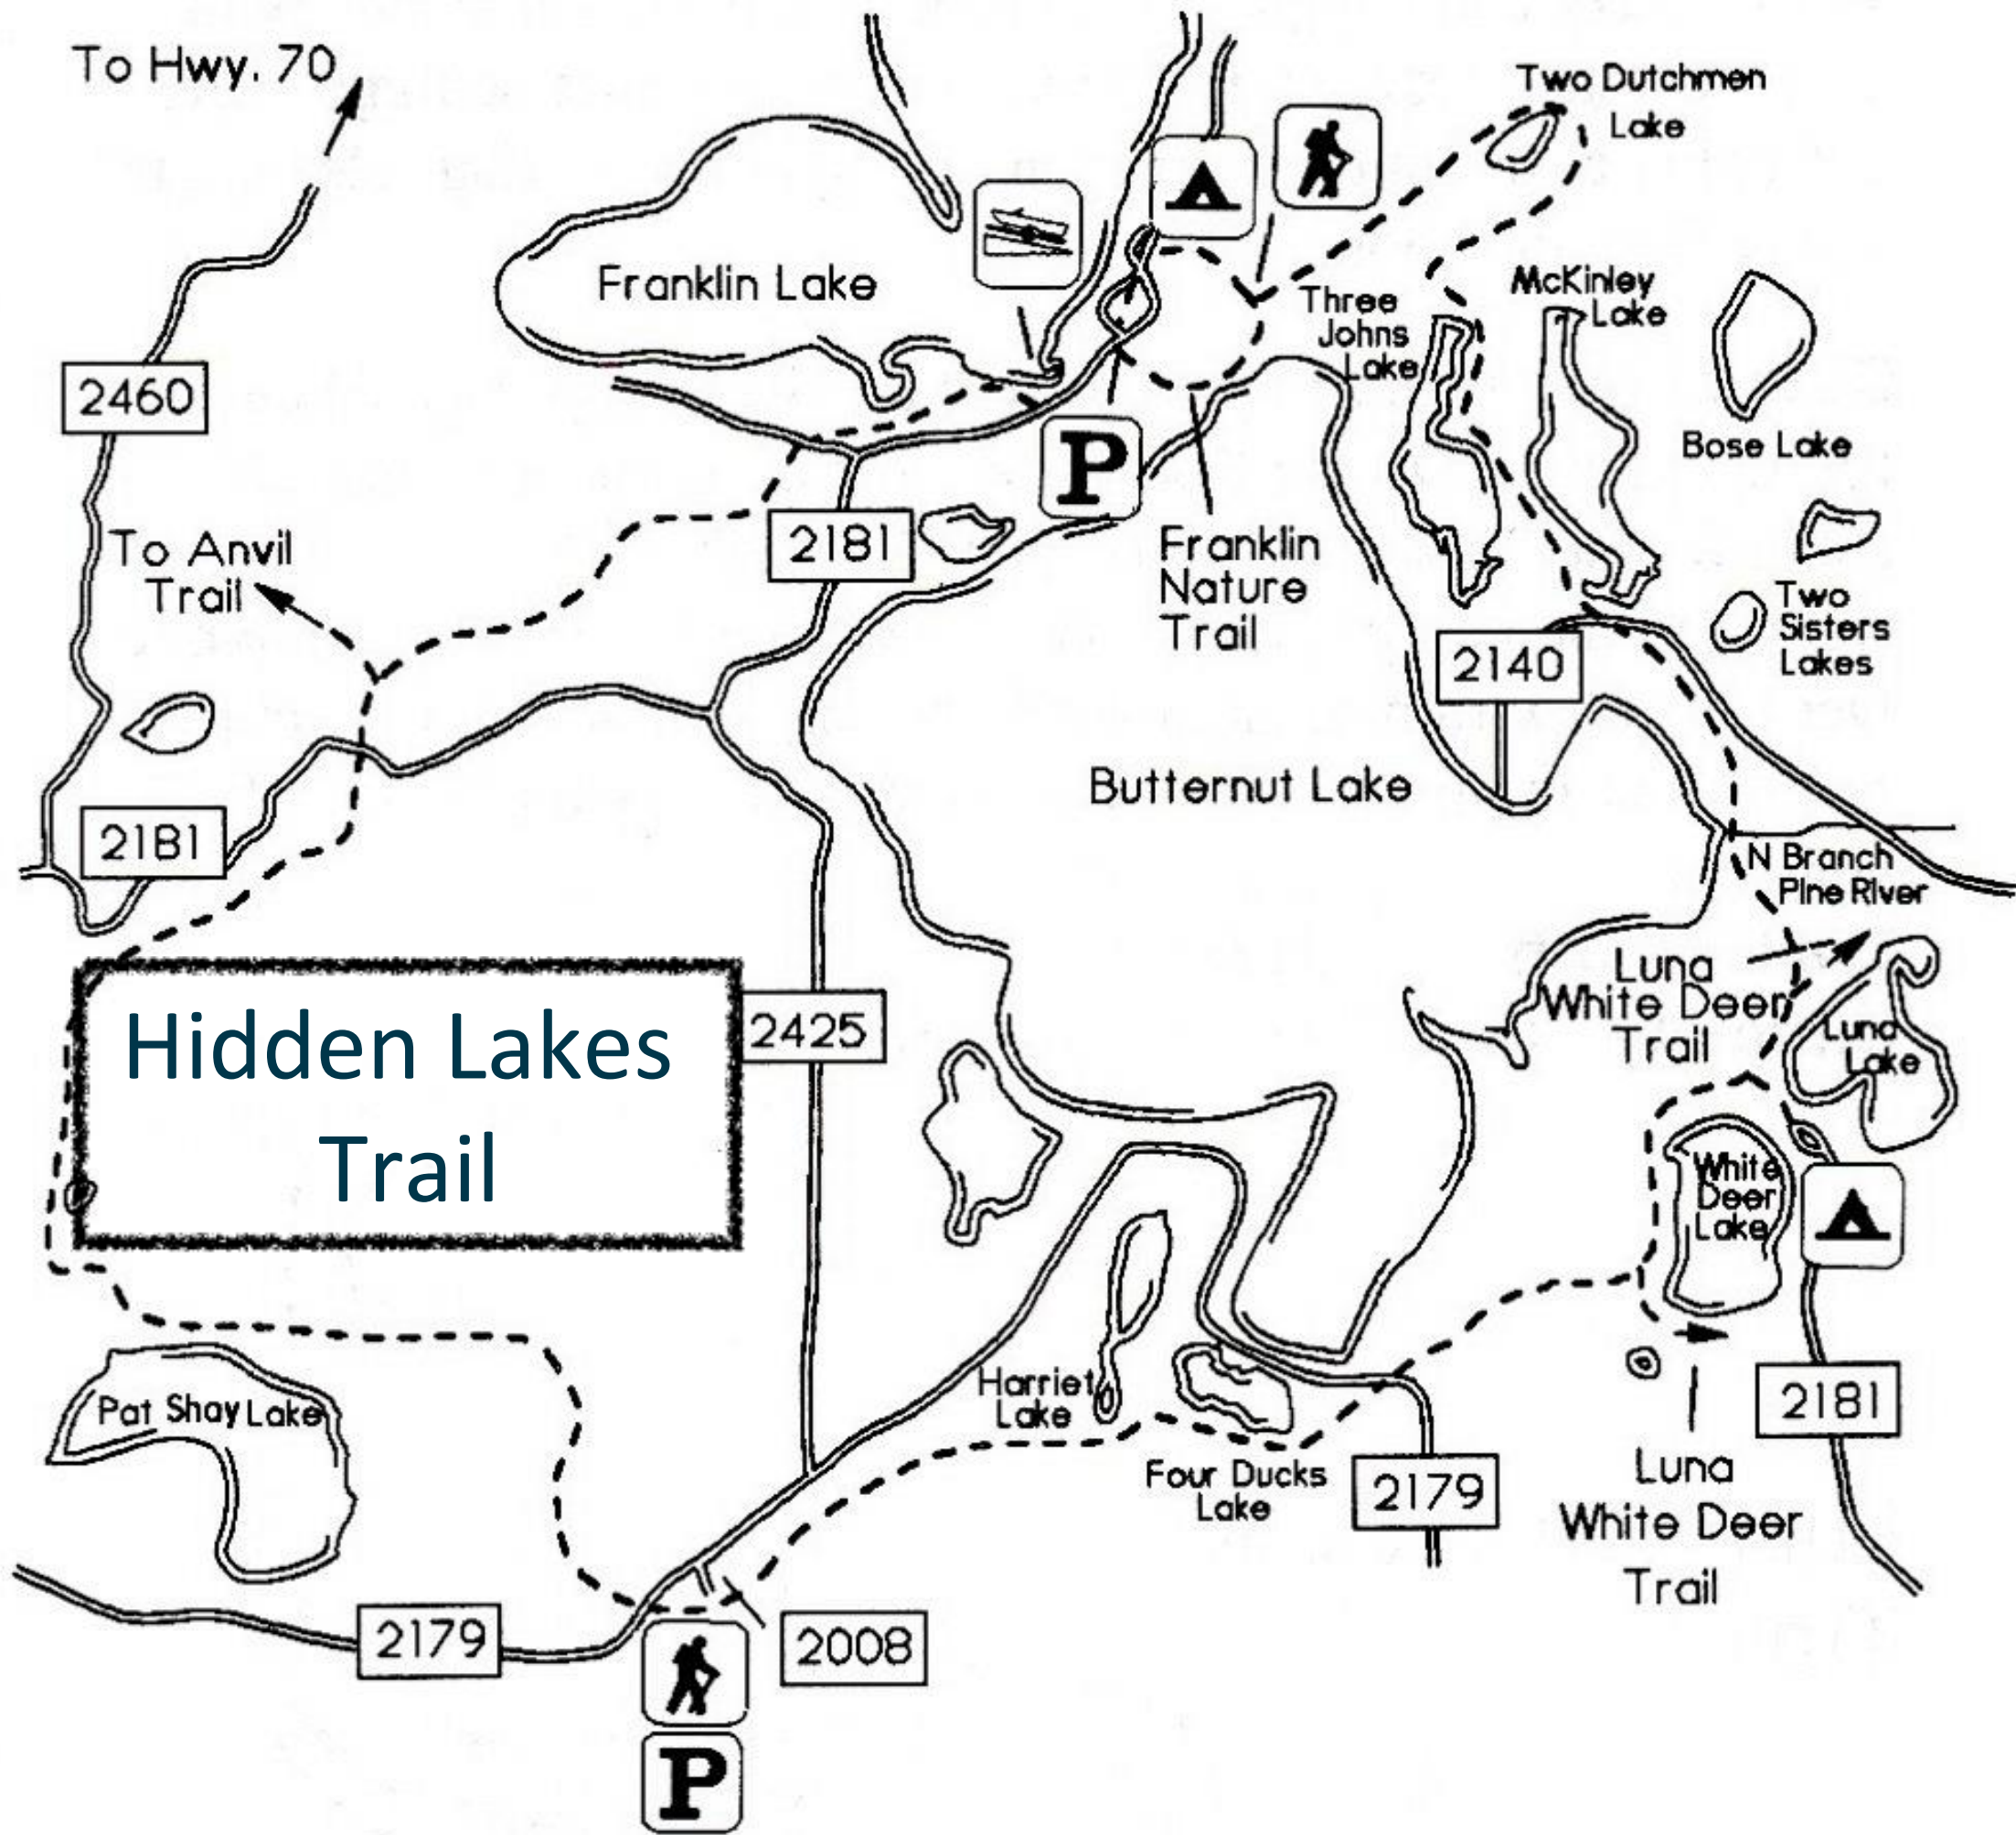 To Hwy. 70
Two Dutchmen
Lake
Franklin Lake
Three
Johns
Lake
McKinley
Lake
2460
Bose Lake
P
To Anvil
Trail
2181
Franklin
Nature
Trail
Two
Sisters
Lakes
2140
Butternut Lake
2181
N Branch
Pine River
Luna
White Deer
Trail
Luna
Lake
Hidden Lakes
Trail
2425
White
Deer
Lake
Harriet
Lake
Pat Shay Lake
2181
Four Ducks
Lake
2179
Luna
White Deer
Trail
2179
2008
P